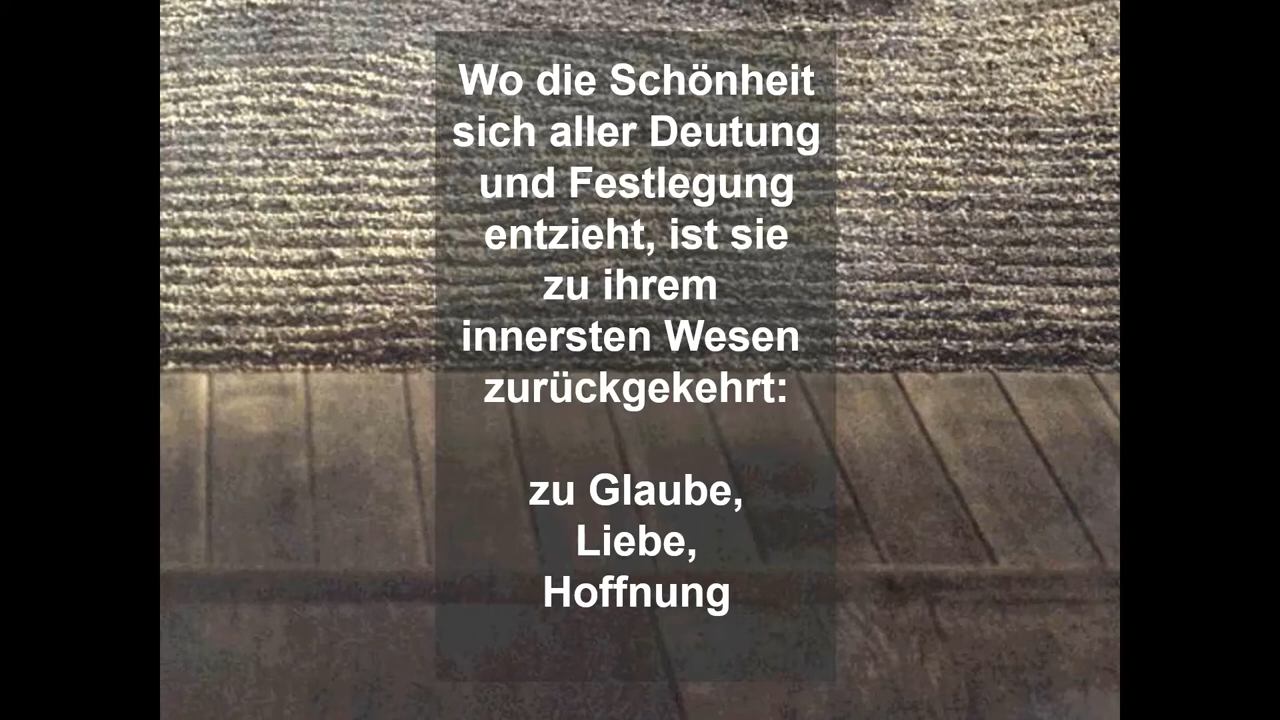 Wo die Schönheit
sich aller Deutung
und Festlegung
entzieht, ist sie
zu ihrem
innersten Wesen
zurückgekehrt:
zu Glaube,
Liebe,
Hoffnung